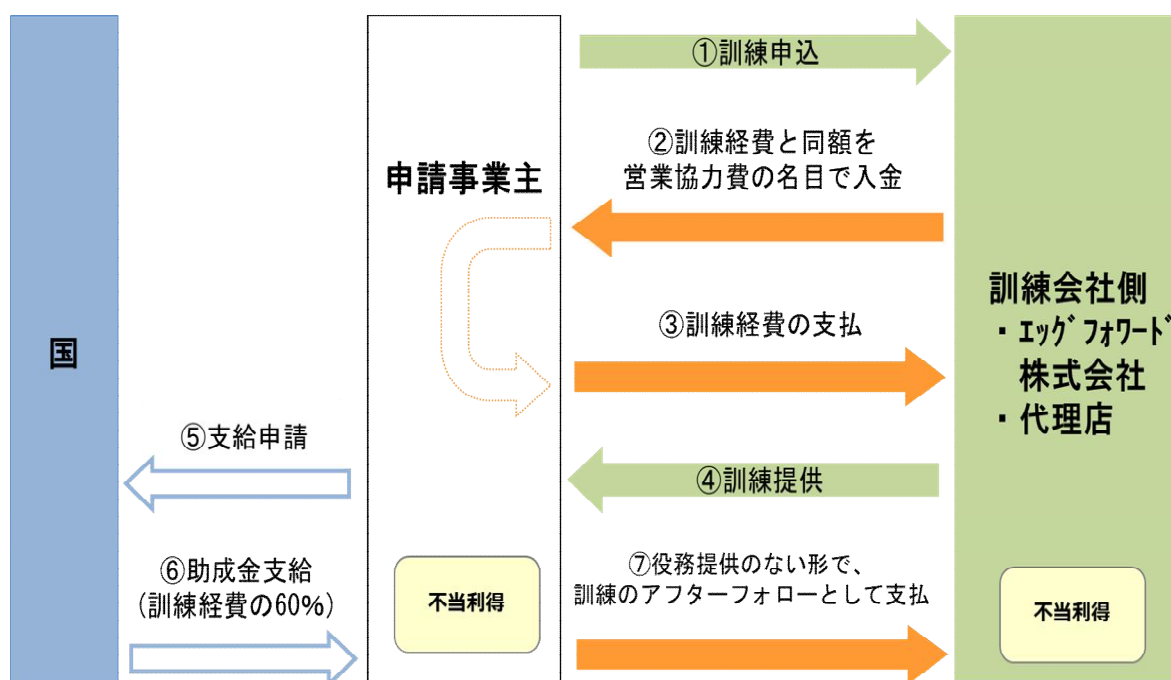 国
申請事業主
①訓練申込
②訓練経費と同額を
営業協力費の名目で入金
③訓練経費の支払
訓練会社側
・ｴｯｸﾞﾌｫﾜｰﾄﾞ
株式会社
・代理店
④訓練提供
⑤支給申請
⑥助成金支給
(訓練経費の60%)
不当利得
⑦役務提供のない形で、
訓練のアフターフォローとして支払
不当利得